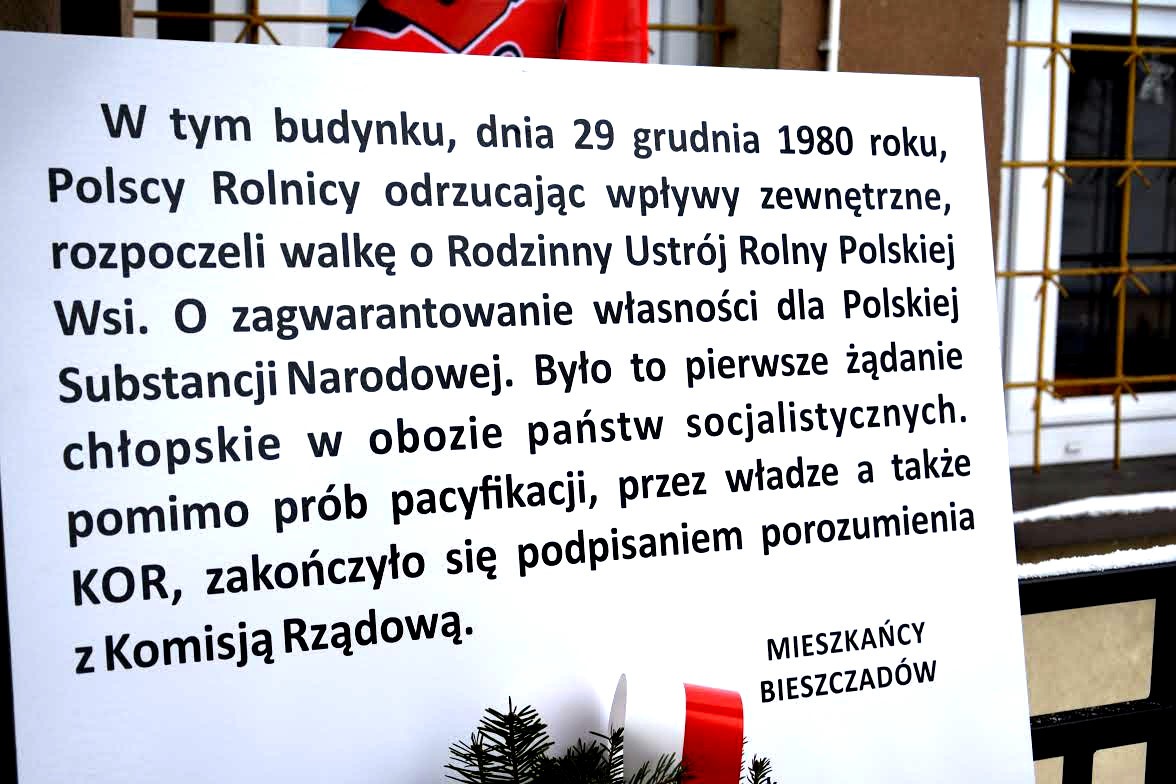 W tym budynku, dnia 29 grudnia 1980 roku,
Polscy Rolnicy odrzucając wpływy zewnętrzne,
rozpoczeli walkę o Rodzinny Ustrój Rolny Polskiej
Wsi. O zagwarantowanie własności dla Polskiej
Substancji Narodowej. Było to pierwsze żądanie
chłopskie w obozie państw socjalistycznych.
pomimo prób pacyfikacji, przez władze a także
KOR, zakończyło się podpisaniem porozumienia
z Komisją Rządową.
MIESZKAŃCY
BIESZCZADÓW